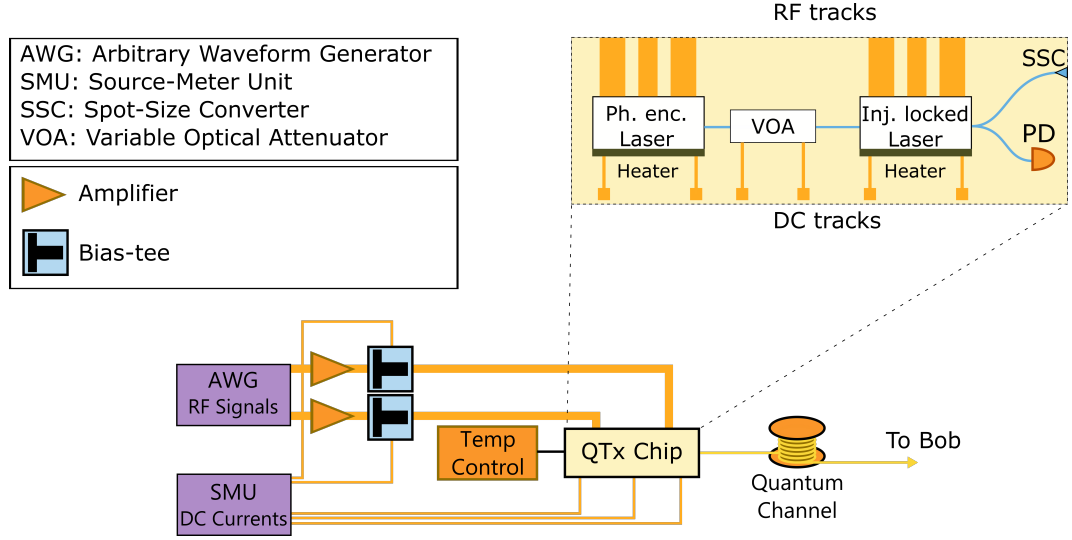 RF tracks
AWG: Arbitrary Waveform Generator
SMU: Source-Meter Unit
SSC: Spot-Size Converter
VOA: Variable Optical Attenuator
Amplifier
Bias-tee
SSC
PD
Ph. enc.
Laser
VOA
Inj. locked
Laser
Heater
Heater
DC tracks
AWG
RF Signals
SMU
DC Currents
Temp
Control
QTx Chip
Quantum
Channel
To Bob